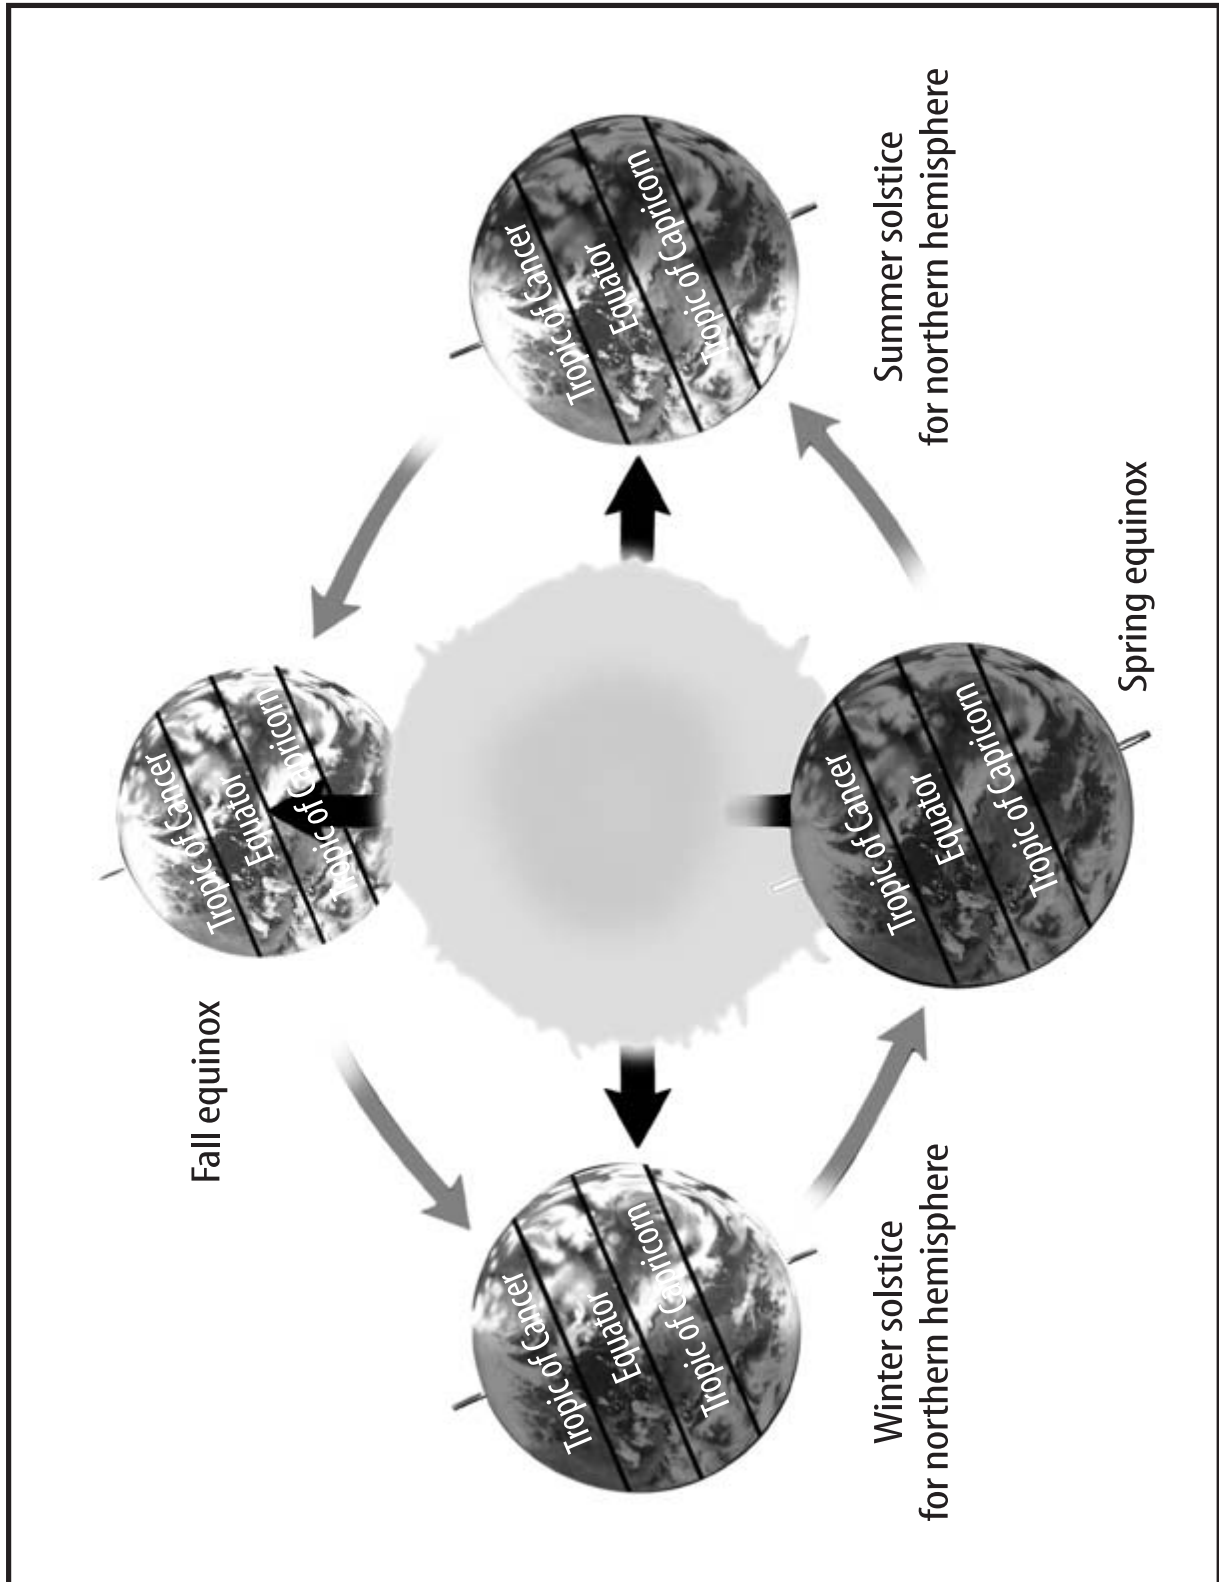 Fall equinox
Tropic of Cancer
Equator
Tropic of Capricorn
Tropic of Cancer
Equator
Tropic of Capricorn
Winter solstice
for northern hemisphere
Tropic of Cancer
Equator
Tropic of Capricorn
Summer solstice
for northern hemisphere
Tropic of Cancer
Equator
Tropic of Capricorn
Spring equinox